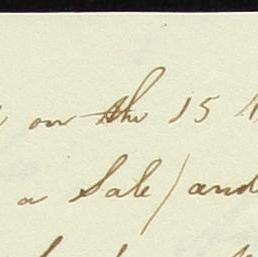 on the 15
a Sale / and